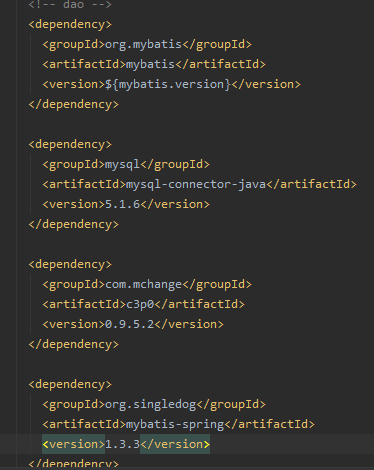 <!-- dao -->
<dependency>
<groupId>org.mybatis</groupId>
<artifactId>mybatis</artifactId>
<version>${mybatis.version}</version>
</dependency>
<dependency>
<groupId>mysql</groupId>
<artifactId>mysql-connector-java</artifactId>
<version>5.1.6</version>
</dependency>
<dependency>
<groupId>com.mchange</groupId>
<artifactId>c3p0</artifactId>
<version>0.9.5.2</version>
</dependency>
<dependency>
<groupId>org.singledog</groupId>
<artifactId>mybatis-spring</artifactId>
<version>1.3.3</version>
</dependency>